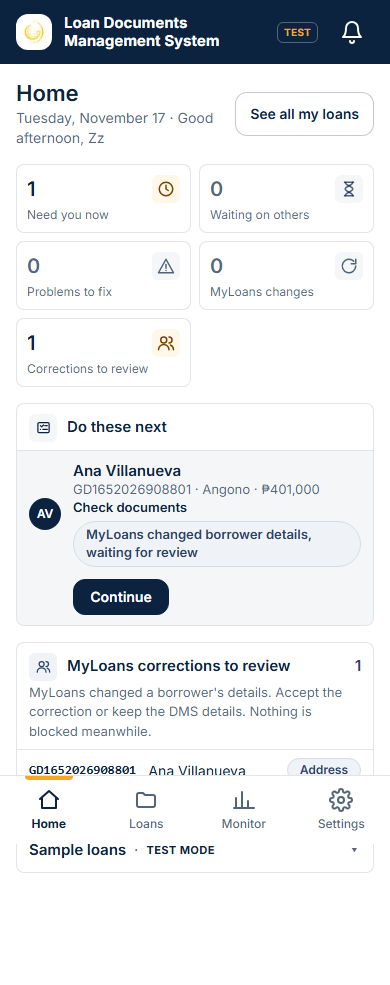 Loan Documents
Management System
TEST
Home
Tuesday, November 17 · Good
afternoon, Zz
See all my loans
1
Need you now
0
Waiting on others
0
Problems to fix
0
MyLoans changes
1
Corrections to review
Do these next
AV
Ana Villanueva
GD1652026908801 · Angono · ₱401,000
Check documents
MyLoans changed borrower details,
waiting for review
Continue
MyLoans corrections to review 1
MyLoans changed a borrower's details. Accept the
correction or keep the DMS details. Nothing is
blocked meanwhile.
GD1652026908801 Ana Villanueva Address
Home Loans Monitor Settings
Sample loans · TEST MODE